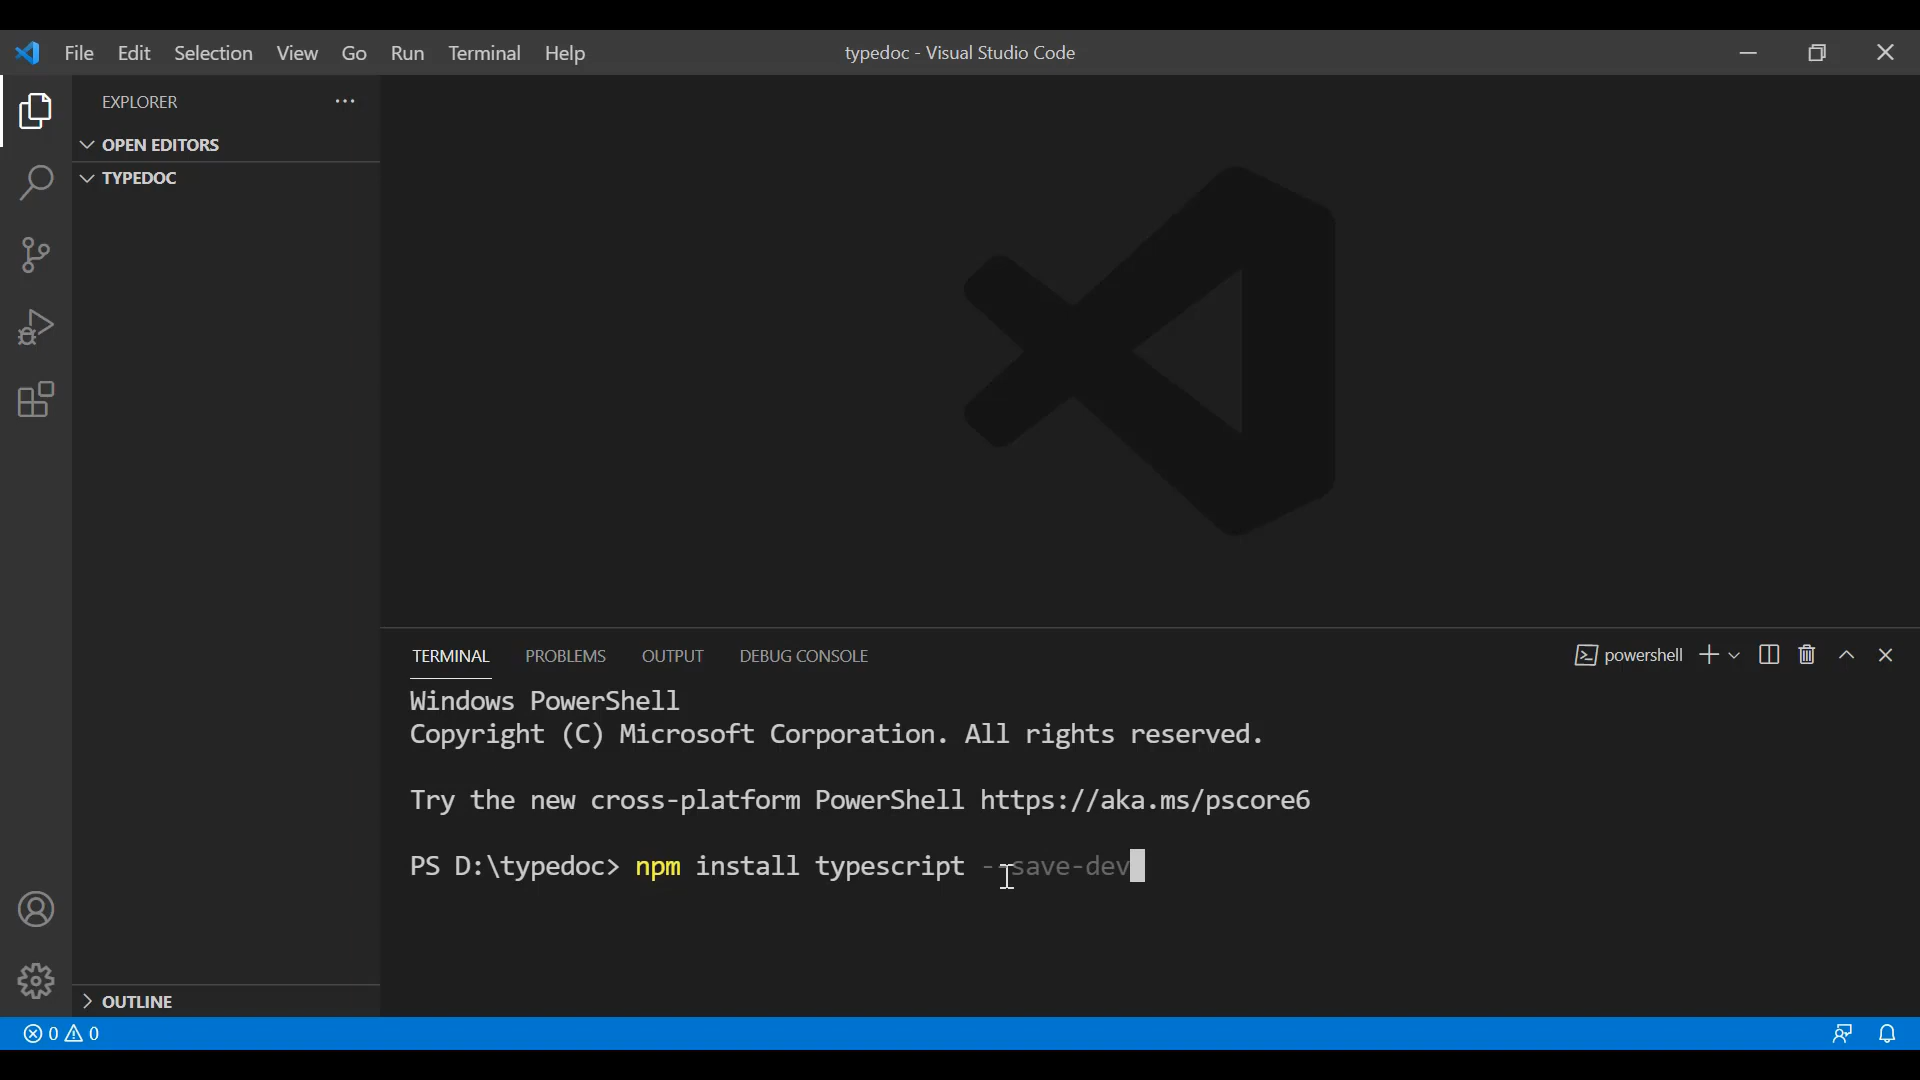 File Edit Selection View Go Run Terminal Help typedoc - Visual Studio Code
EXPLORER
OPEN EDITORS
TYPEDOC
TERMINAL PROBLEMS OUTPUT DEBUG CONSOLE powershell
Windows PowerShell
Copyright (C) Microsoft Corporation. All rights reserved.
Try the new cross-platform PowerShell https://aka.ms/pscore6
PS D:\typedoc> npm install typescript --save-dev
OUTLINE
0 0